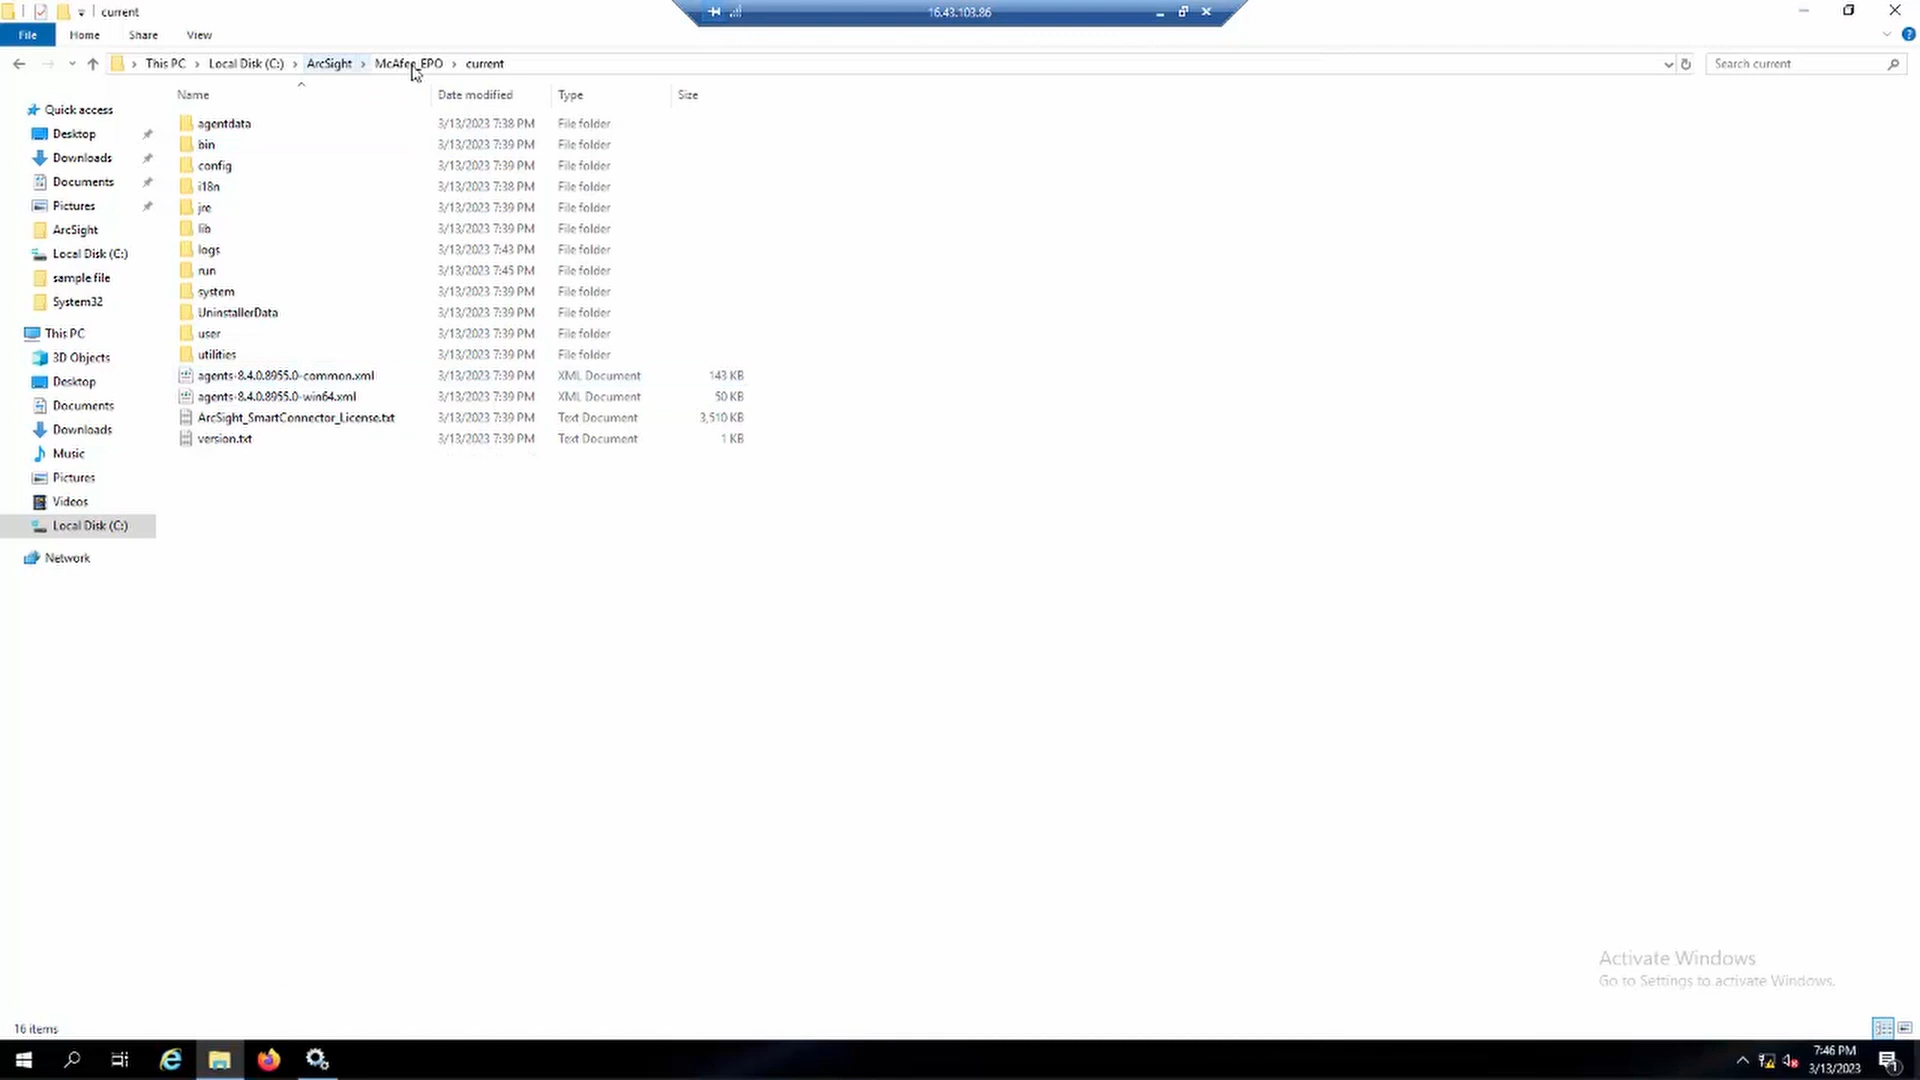 current
16.43.103.86
File Home Share View
This PC Local Disk (C:) ArcSight McAfee_EPO current
Search current
Name Date modified Type Size
Quick access
Desktop
Downloads
Documents
Pictures
ArcSight
Local Disk (C:)
sample file
System32
This PC
3D Objects
Desktop
Documents
Downloads
Music
Pictures
Videos
Local Disk (C:)
Network
agentdata 3/13/2023 7:38 PM File folder
bin 3/13/2023 7:39 PM File folder
config 3/13/2023 7:39 PM File folder
i18n 3/13/2023 7:38 PM File folder
jre 3/13/2023 7:39 PM File folder
lib 3/13/2023 7:39 PM File folder
logs 3/13/2023 7:43 PM File folder
run 3/13/2023 7:45 PM File folder
system 3/13/2023 7:39 PM File folder
UninstallerData 3/13/2023 7:39 PM File folder
user 3/13/2023 7:39 PM File folder
utilities 3/13/2023 7:39 PM File folder
agents-8.4.0.8955.0-common.xml 3/13/2023 7:39 PM XML Document 143 KB
agents-8.4.0.8955.0-win64.xml 3/13/2023 7:39 PM XML Document 50 KB
ArcSight_SmartConnector_License.txt 3/13/2023 7:39 PM Text Document 3,510 KB
version.txt 3/13/2023 7:39 PM Text Document 1 KB
Activate Windows
Go to Settings to activate Windows.
16 items
7:46 PM
3/13/2023
1